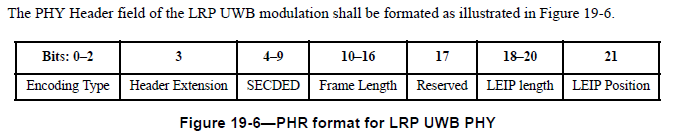 The PHY Header field of the LRP UWB modulation shall be formated as illustrated in Figure 19-6.
Bits: 0–2 3 4–9 10–16 17 18–20 21
Encoding Type Header Extension SECDED Frame Length Reserved LEIP length LEIP Position
Figure 19-6—PHR format for LRP UWB PHY